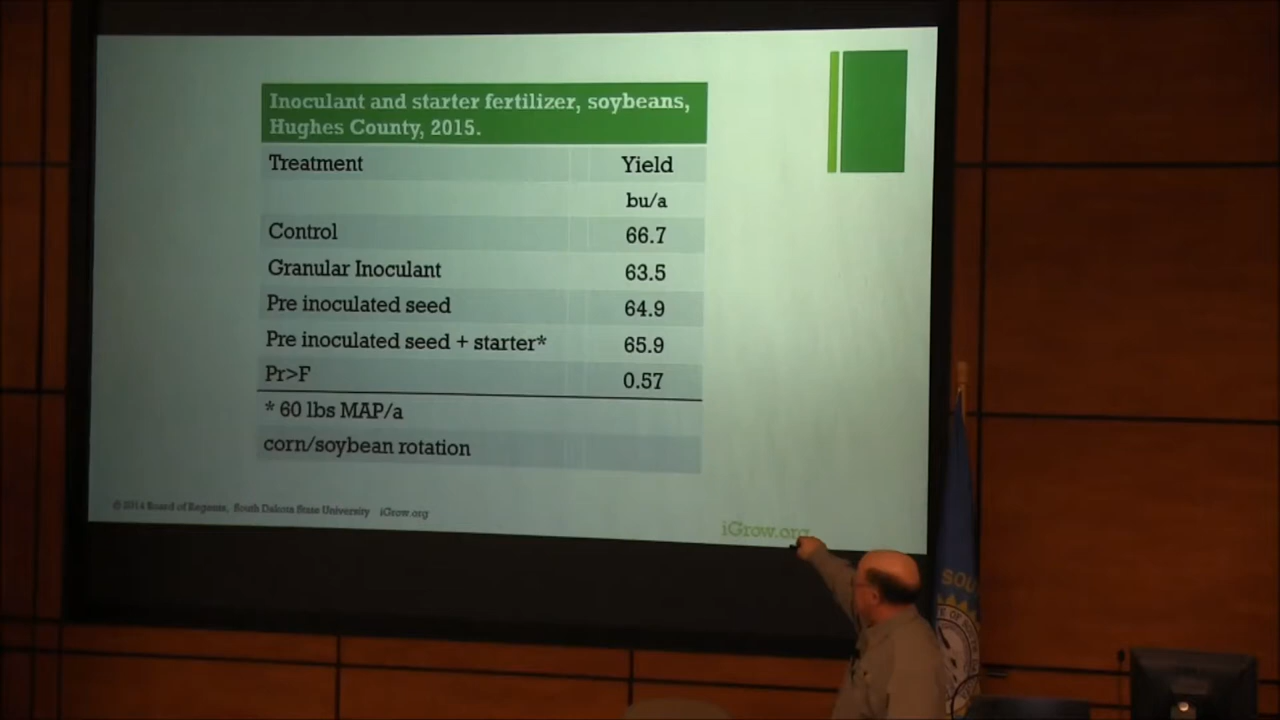 Inoculant and starter fertilizer, soybeans,
Hughes County, 2015.
Treatment Yield
bu/a
Control 66.7
Granular Inoculant 63.5
Pre inoculated seed 64.9
Pre inoculated seed + starter* 65.9
Pr>F 0.57
* 60 lbs MAP/a
corn/soybean rotation
© 2014 Board of Regents, South Dakota State University iGrow.org
iGrow.org
SOU